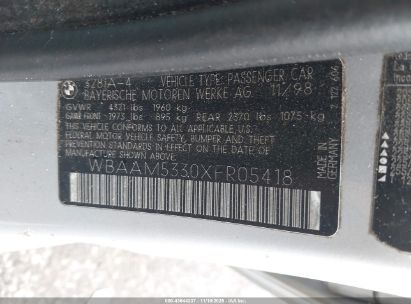 3281A-4 VEHICLE TYPE: PASSENGER CAR
BAYERISCHE MOTOREN WERKE AG 11/98
GVWR 4321 lbs 1960 kg
GAWR FRONT 1973 lbs 895 kg REAR 2370 lbs 1075 kg
THIS VEHICLE CONFORMS TO ALL APPLICABLE
FEDERAL MOTOR VEHICLE SAFETY, BUMPER AND THEFT
PREVENTION STANDARDS IN EFFECT ON THE DATE OF
MANUFACTURE SHOWN ABOVE.
WBAAM5330XFR05418
MADE IN
GERMANY